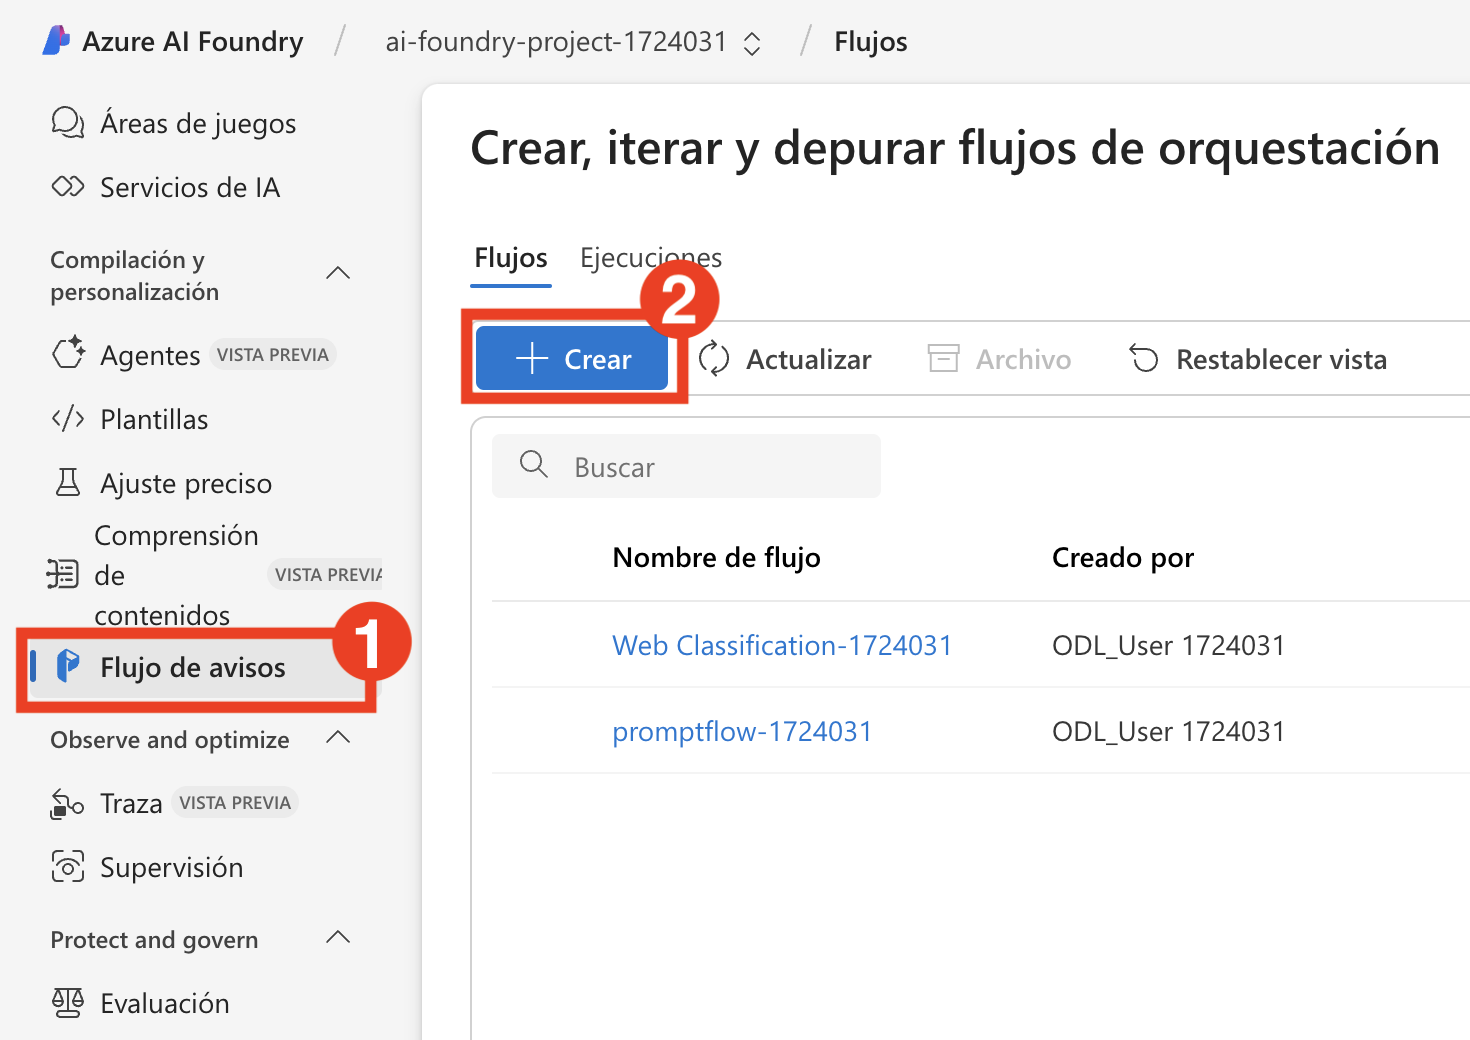 Azure AI Foundry / ai-foundry-project-1724031 / Flujos
Áreas de juegos
Servicios de IA
Compilación y
personalización
Agentes VISTA PREVIA
Plantillas
Ajuste preciso
Comprensión
de
contenidos
VISTA PREVIA
Flujo de avisos
1
Observe and optimize
Traza VISTA PREVIA
Supervisión
Protect and govern
Evaluación
Crear, iterar y depurar flujos de orquestación
Flujos Ejecuciones
2
Crear Actualizar Archivo Restablecer vista
Buscar
Nombre de flujo Creado por
Web Classification-1724031 ODL_User 1724031
promptflow-1724031 ODL_User 1724031